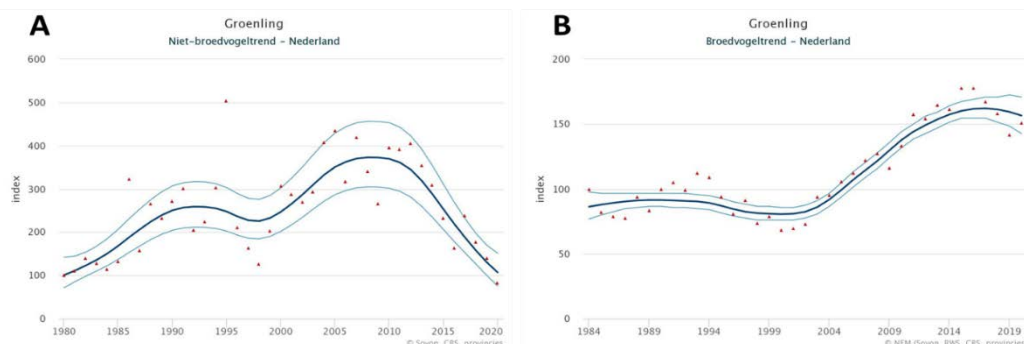 A
Groenling
Niet-broedvogeltrend - Nederland
600
500
400
300
200
100
0
index
1980
1985
1990
1995
2000
2005
2010
2015
2020
© Sovon, CBS, provincies
B
Groenling
Broedvogeltrend - Nederland
200
150
100
50
0
index
1984
1989
1994
1999
2004
2009
2014
2019
© NEM (Sovon, RWS, CBS, provincies